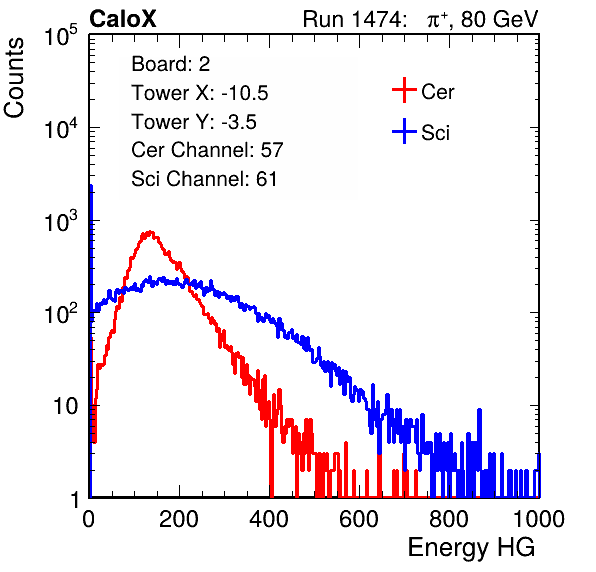 CaloX Run 1474: π⁺, 80 GeV
Counts
Board: 2
Tower X: -10.5
Tower Y: -3.5
Cer Channel: 57
Sci Channel: 61
Cer
Sci
10⁵
10⁴
10³
10²
10
1
0 200 400 600 800 1000
Energy HG